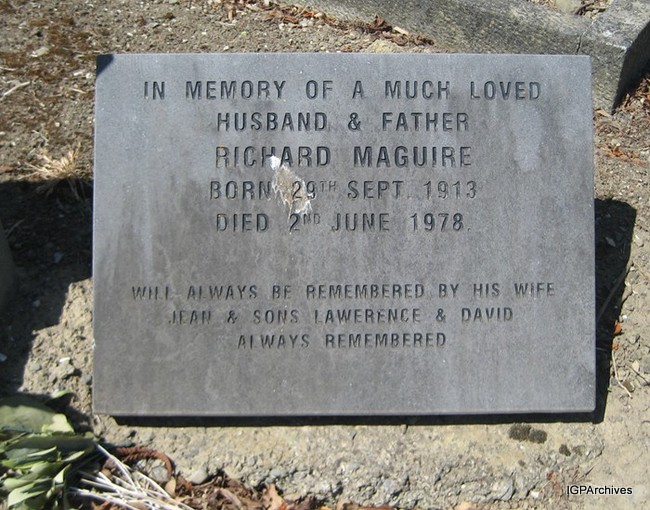 IN MEMORY OF A MUCH LOVED
HUSBAND & FATHER
RICHARD MAGUIRE
BORN 29TH SEPT. 1913
DIED 2ND JUNE 1978.
WILL ALWAYS BE REMEMBERED BY HIS WIFE
JEAN & SONS LAWERENCE & DAVID
ALWAYS REMEMBERED
IGPArchives